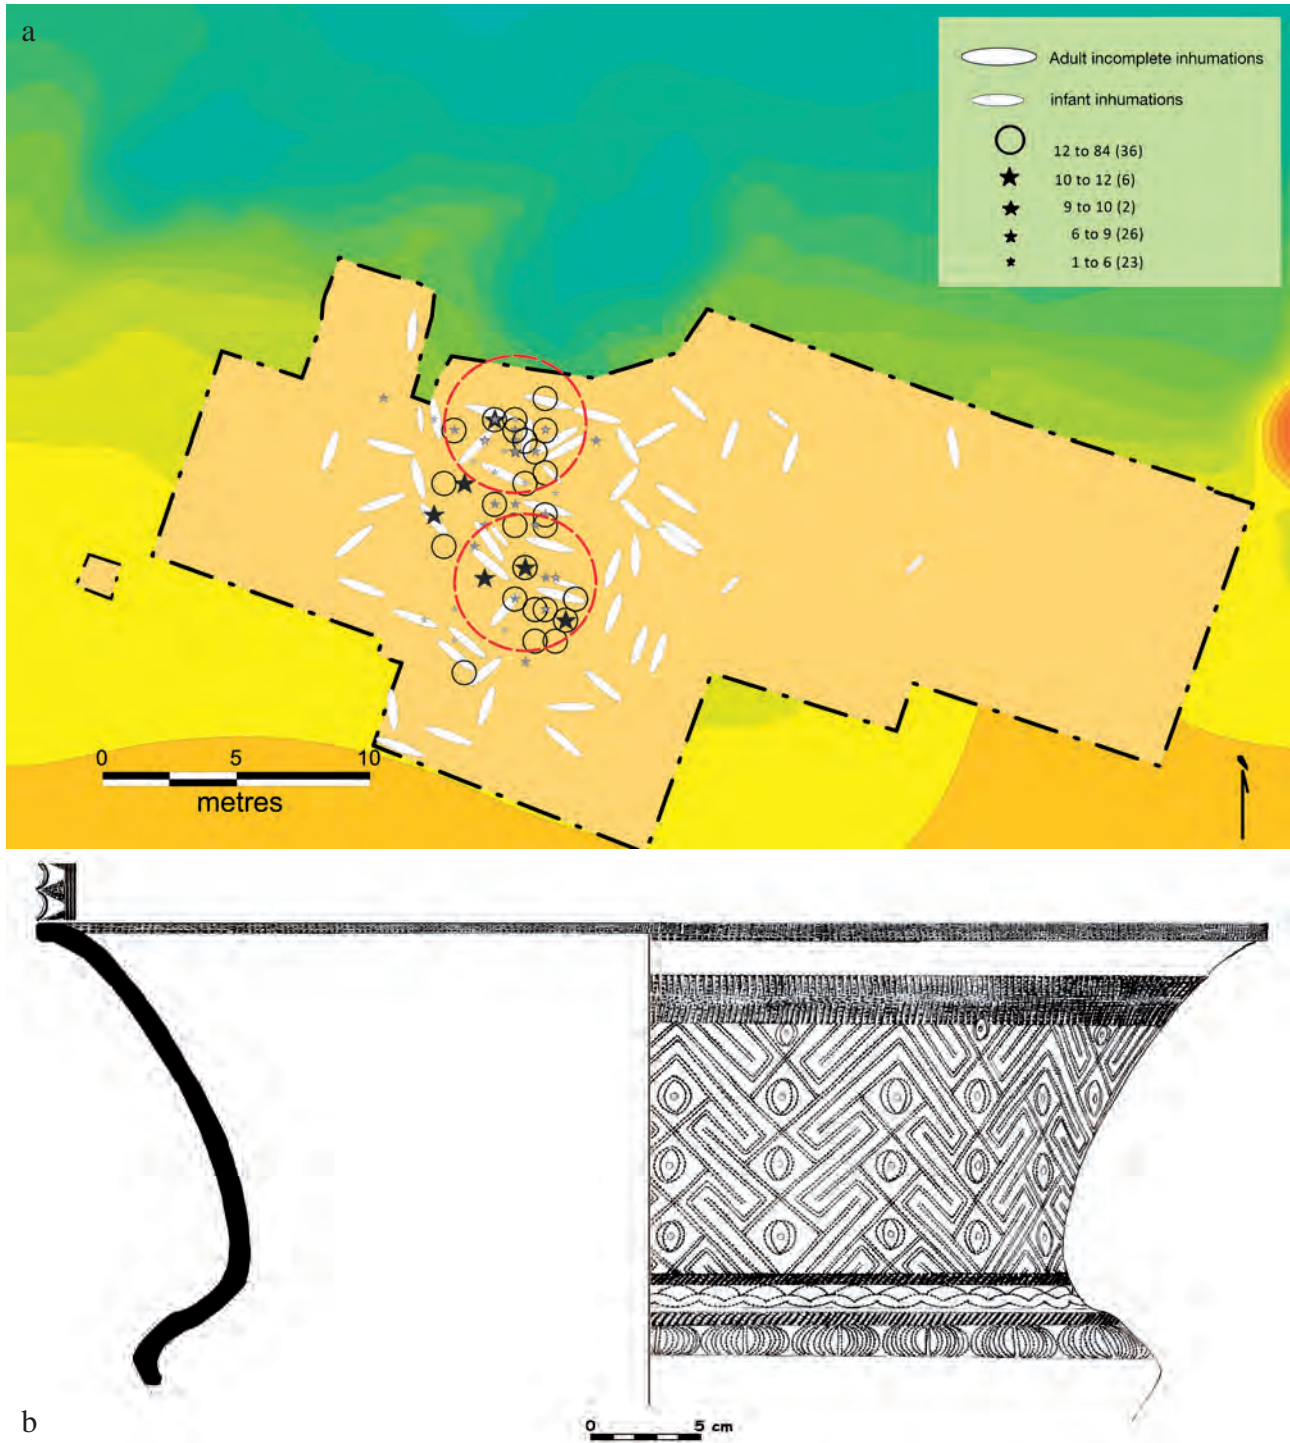 a
Adult incomplete inhumations
infant inhumations
12 to 84 (36)
10 to 12 (6)
9 to 10 (2)
6 to 9 (26)
1 to 6 (23)
0 5 10
metres
b
0 5 cm